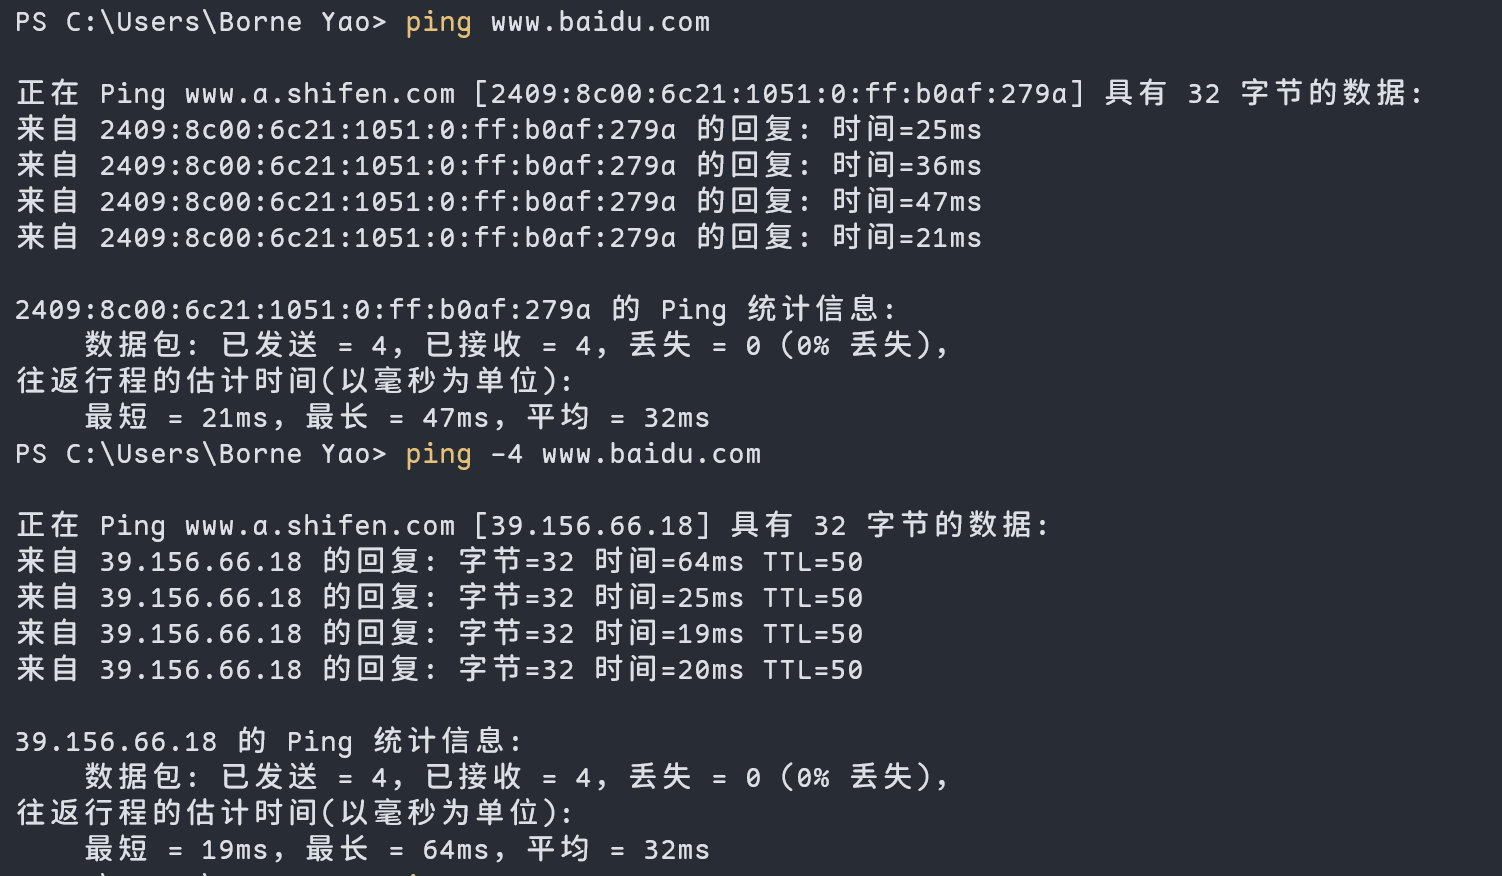 PS C:\Users\Borne Yao> ping www.baidu.com
正在 Ping www.a.shifen.com [2409:8c00:6c21:1051:0:ff:b0af:279a] 具有 32 字节的数据:
来自 2409:8c00:6c21:1051:0:ff:b0af:279a 的回复: 时间=25ms
来自 2409:8c00:6c21:1051:0:ff:b0af:279a 的回复: 时间=36ms
来自 2409:8c00:6c21:1051:0:ff:b0af:279a 的回复: 时间=47ms
来自 2409:8c00:6c21:1051:0:ff:b0af:279a 的回复: 时间=21ms
2409:8c00:6c21:1051:0:ff:b0af:279a 的 Ping 统计信息:
数据包: 已发送 = 4, 已接收 = 4, 丢失 = 0 (0% 丢失),
往返行程的估计时间(以毫秒为单位):
最短 = 21ms, 最长 = 47ms, 平均 = 32ms
PS C:\Users\Borne Yao> ping -4 www.baidu.com
正在 Ping www.a.shifen.com [39.156.66.18] 具有 32 字节的数据:
来自 39.156.66.18 的回复: 字节=32 时间=64ms TTL=50
来自 39.156.66.18 的回复: 字节=32 时间=25ms TTL=50
来自 39.156.66.18 的回复: 字节=32 时间=19ms TTL=50
来自 39.156.66.18 的回复: 字节=32 时间=20ms TTL=50
39.156.66.18 的 Ping 统计信息:
数据包: 已发送 = 4, 已接收 = 4, 丢失 = 0 (0% 丢失),
往返行程的估计时间(以毫秒为单位):
最短 = 19ms, 最长 = 64ms, 平均 = 32ms